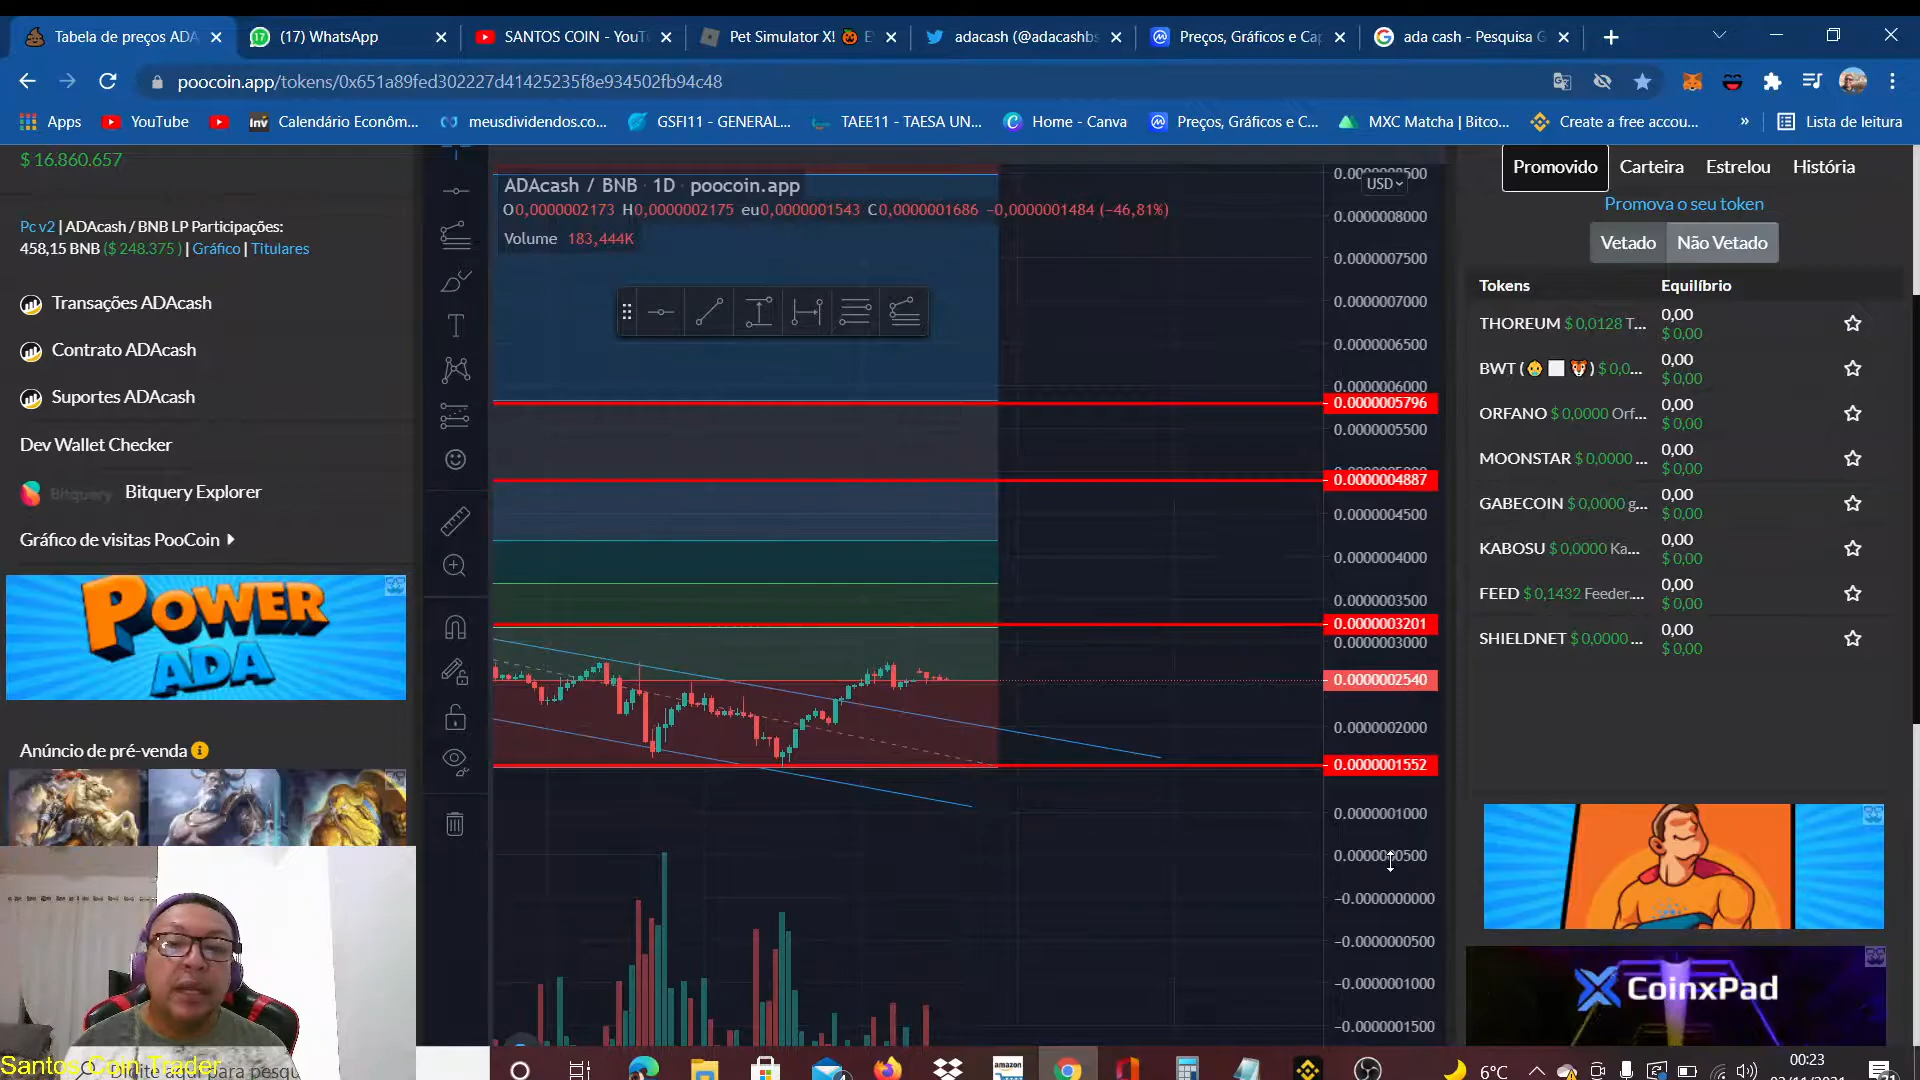 Tabela de preços ADA
(17) WhatsApp
SANTOS COIN - YouT
Pet Simulator X!
adacash (@adacashbs
Preços, Gráficos e Cap
ada cash - Pesquisa G
poocoin.app/tokens/0x651a89fed302227d41425235f8e934502fb94c48
Apps
YouTube
Calendário Econôm...
meusdividendos.co...
GSFI11 - GENERAL...
TAEE11 - TAESA UN...
Home - Canva
Preços, Gráficos e C...
MXC Matcha | Bitco...
Create a free accou...
»
Lista de leitura
$ 16.860.657
Pc v2 | ADAcash / BNB LP Participações:
458,15 BNB ($ 248.375 ) | Gráfico | Titulares
Transações ADAcash
Contrato ADAcash
Suportes ADAcash
Dev Wallet Checker
Bitquery
Bitquery Explorer
Gráfico de visitas PooCoin
POWER
ADA
Anúncio de pré-venda
ADAcash / BNB · 1D · poocoin.app
O0,0000002173 H0,0000002175 eu0,0000001543 C0,0000001686 −0,0000001484 (−46,81%)
Volume 183,444K
USD
0.0000008000
0.0000007500
0.0000007000
0.0000006500
0.0000006000
0.0000005796
0.0000005500
0.0000004887
0.0000004500
0.0000004000
0.0000003500
0.0000003201
0.0000003000
0.0000002540
0.0000002000
0.0000001552
0.0000001000
−0.0000000000
−0.0000000500
−0.0000001000
−0.0000001500
Promovido
Carteira
Estrelou
História
Promova o seu token
Vetado
Não Vetado
Tokens
Equilíbrio
THOREUM $ 0,0128 T...
0,00
$ 0,00
BWT ( ) $ 0,0...
0,00
$ 0,00
ORFANO $ 0,0000 Orf...
0,00
$ 0,00
MOONSTAR $ 0,0000 ...
0,00
$ 0,00
GABECOIN $ 0,0000 g...
0,00
$ 0,00
KABOSU $ 0,0000 Ka...
0,00
$ 0,00
FEED $ 0,1432 Feeder....
0,00
$ 0,00
SHIELDNET $ 0,0000 ...
0,00
$ 0,00
CoinxPad
Santos Coin Trader
Digite aqui para pesqu
amazon
6°C
00:23